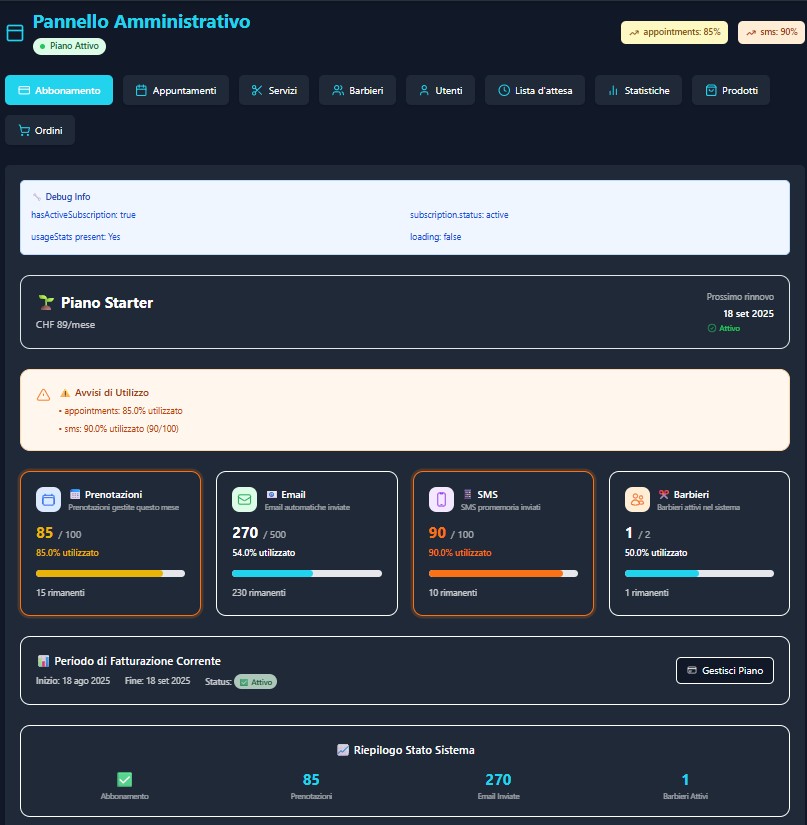 Pannello Amministrativo
Piano Attivo
appointments: 85%
sms: 90%
Abbonamento
Appuntamenti
Servizi
Barbieri
Utenti
Lista d'attesa
Statistiche
Prodotti
Ordini
Debug Info
hasActiveSubscription: true
subscription.status: active
usageStats present: Yes
loading: false
Piano Starter
CHF 89/mese
Prossimo rinnovo
18 set 2025
Attivo
Avvisi di Utilizzo
• appointments: 85.0% utilizzato
• sms: 90.0% utilizzato (90/100)
Prenotazioni
Prenotazioni gestite questo mese
85 / 100
85.0% utilizzato
15 rimanenti
Email
Email automatiche inviate
270 / 500
54.0% utilizzato
230 rimanenti
SMS
SMS promemoria inviati
90 / 100
90.0% utilizzato
10 rimanenti
Barbieri
Barbieri attivi nel sistema
1 / 2
50.0% utilizzato
1 rimanenti
Periodo di Fatturazione Corrente
Inizio: 18 ago 2025 Fine: 18 set 2025 Status: Attivo
Gestisci Piano
Riepilogo Stato Sistema
Abbonamento
85
Prenotazioni
270
Email Inviate
1
Barbieri Attivi